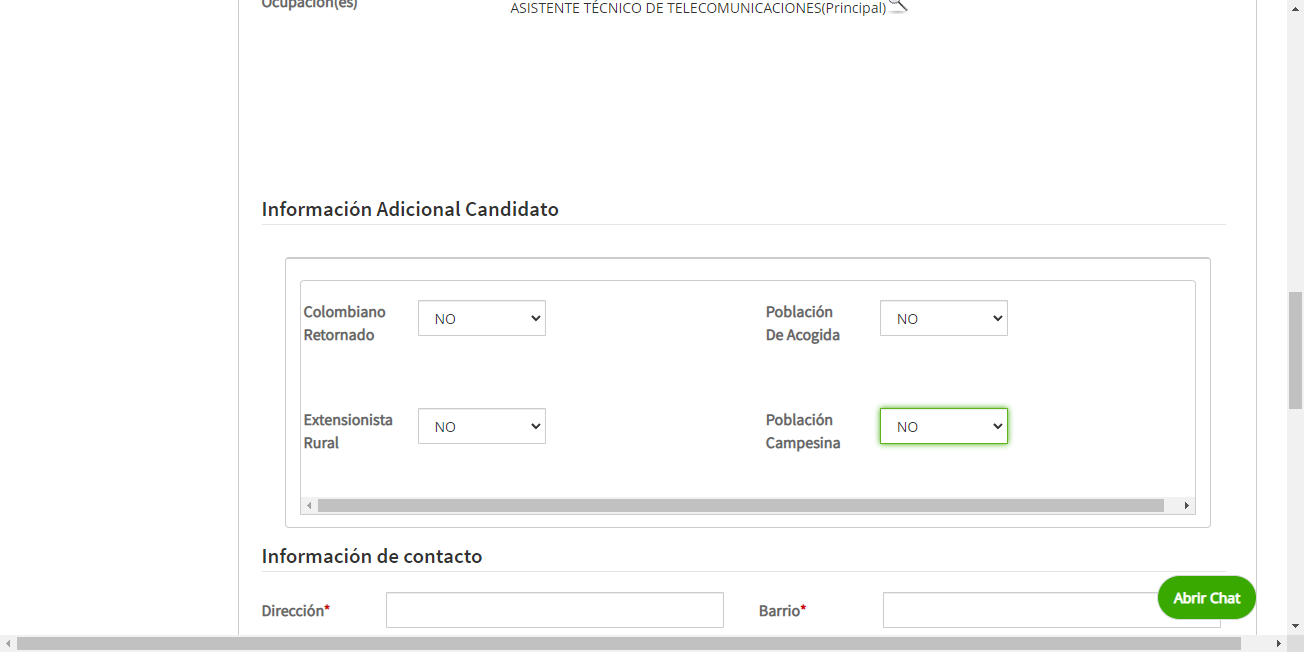 Ocupación(es)
ASISTENTE TÉCNICO DE TELECOMUNICACIONES(Principal)
Información Adicional Candidato
Colombiano
Retornado
NO
Población
De Acogida
NO
Extensionista
Rural
NO
Población
Campesina
NO
Información de contacto
Dirección*
Barrio*
Abrir Chat